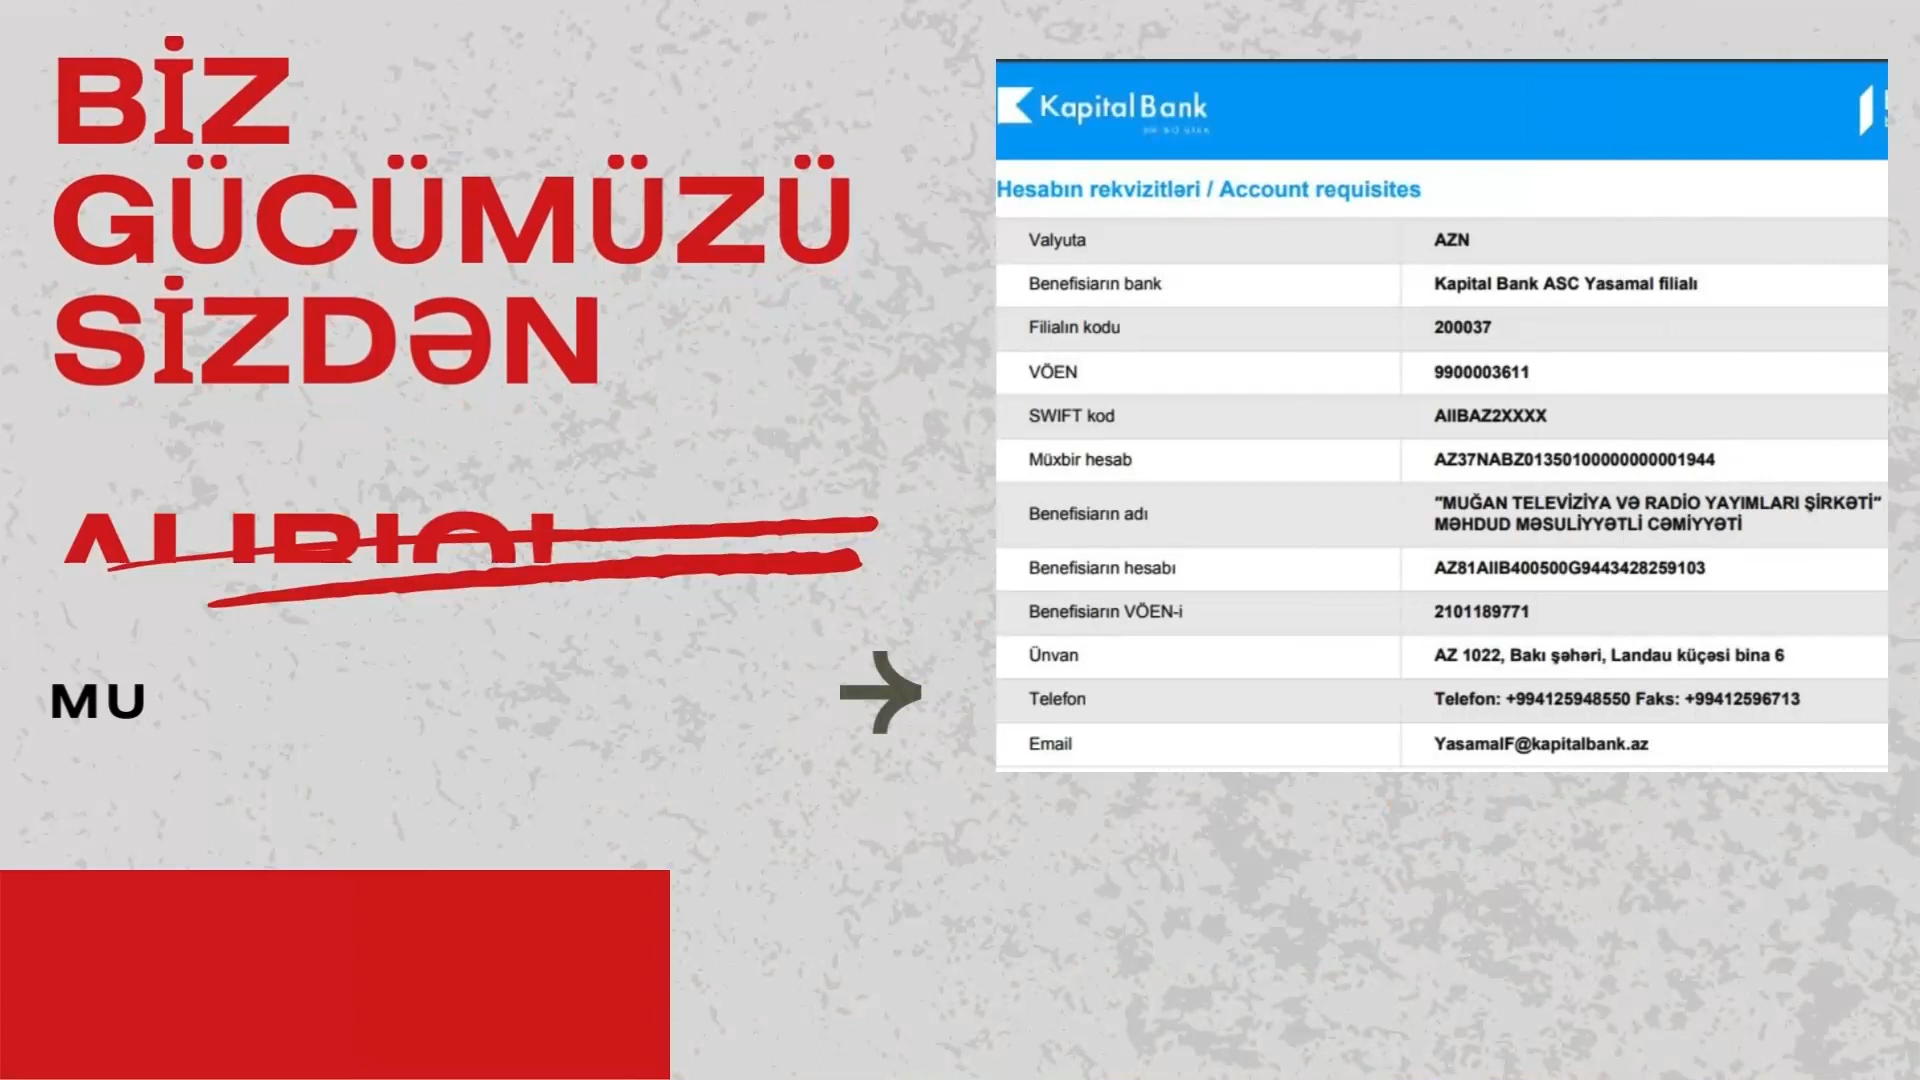 BİZ
GÜCÜMÜZÜ
SİZDƏN
MU
KapitalBank
Hesabın rekvizitləri / Account requisites
Valyuta AZN
Benefisiarın bank Kapital Bank ASC Yasamal filialı
Filialın kodu 200037
VÖEN 9900003611
SWIFT kod AIIBAZ2XXXX
Müxbir hesab AZ37NABZ01350100000000001944
Benefisiarın adı "MUĞAN TELEVİZİYA VƏ RADİO YAYIMLARI ŞİRKƏTİ"
MƏHDUD MƏSULİYYƏTLİ CƏMİYYƏTİ
Benefisiarın hesabı AZ81AIIB400500G9443428259103
Benefisiarın VÖEN-i 2101189771
Ünvan AZ 1022, Bakı şəhəri, Landau küçəsi bina 6
Telefon Telefon: +994125948550 Faks: +99412596713
Email YasamalF@kapitalbank.az